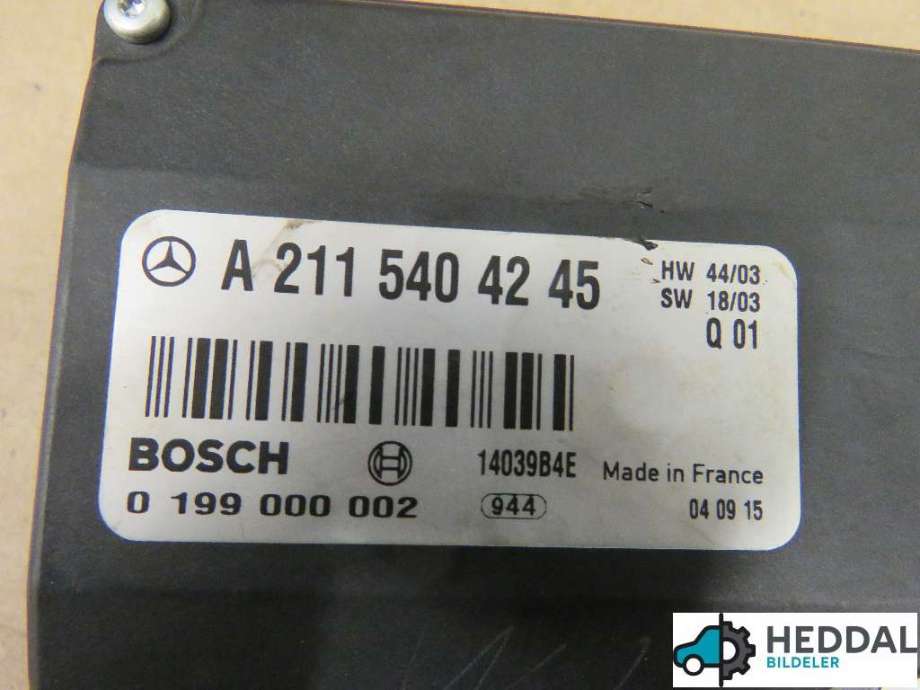 A 211 540 42 45
HW 44/03
SW 18/03
Q 01
BOSCH
14039B4E
Made in France
0 199 000 002
944
04 09 15
HEDDAL
BILDELER